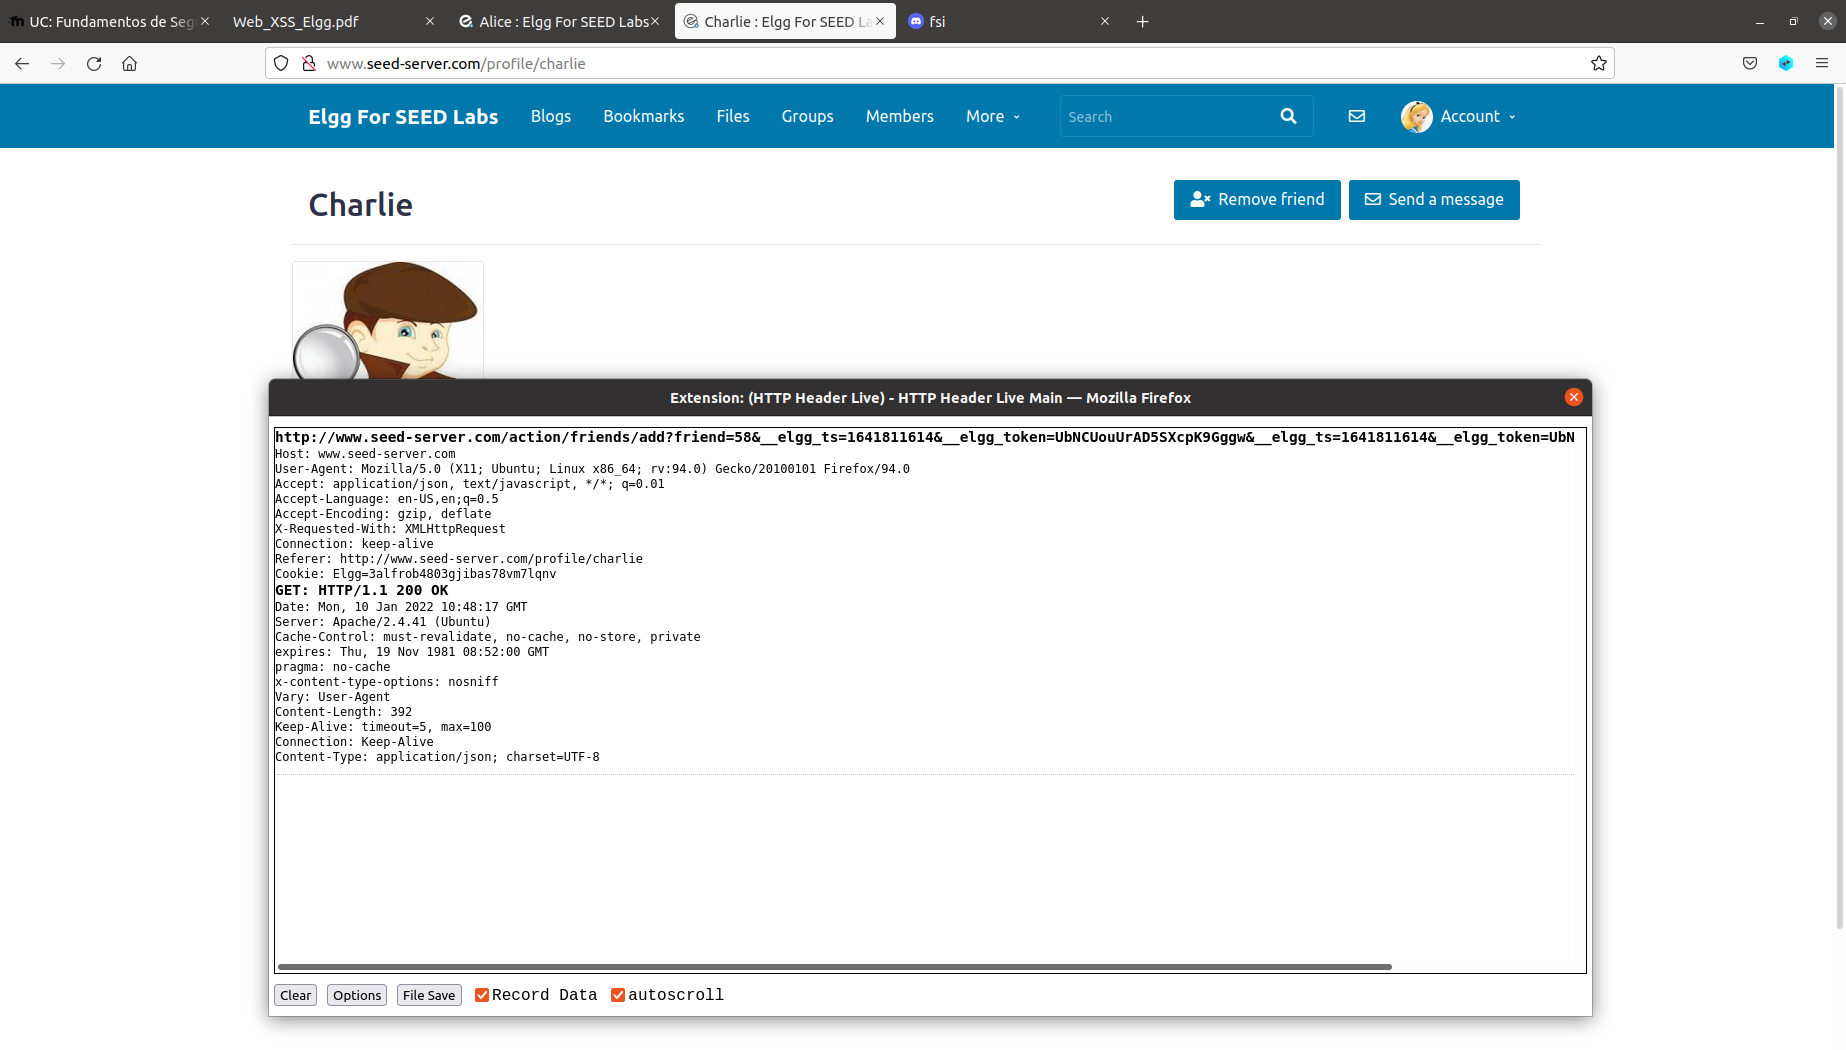 UC: Fundamentos de Seg
Web_XSS_Elgg.pdf
Alice : Elgg For SEED Labs
Charlie : Elgg For SEED La
fsi
www.seed-server.com/profile/charlie
Elgg For SEED Labs
Blogs
Bookmarks
Files
Groups
Members
More
Search
Account
Charlie
Remove friend
Send a message
Extension: (HTTP Header Live) - HTTP Header Live Main — Mozilla Firefox
http://www.seed-server.com/action/friends/add?friend=58&__elgg_ts=1641811614&__elgg_token=UbNCUouUrAD5SXcpK9Gggw&__elgg_ts=1641811614&__elgg_token=UbN
Host: www.seed-server.com
User-Agent: Mozilla/5.0 (X11; Ubuntu; Linux x86_64; rv:94.0) Gecko/20100101 Firefox/94.0
Accept: application/json, text/javascript, */*; q=0.01
Accept-Language: en-US,en;q=0.5
Accept-Encoding: gzip, deflate
X-Requested-With: XMLHttpRequest
Connection: keep-alive
Referer: http://www.seed-server.com/profile/charlie
Cookie: Elgg=3alfrob4803gjibas78vm7lqnv
GET: HTTP/1.1 200 OK
Date: Mon, 10 Jan 2022 10:48:17 GMT
Server: Apache/2.4.41 (Ubuntu)
Cache-Control: must-revalidate, no-cache, no-store, private
expires: Thu, 19 Nov 1981 08:52:00 GMT
pragma: no-cache
x-content-type-options: nosniff
Vary: User-Agent
Content-Length: 392
Keep-Alive: timeout=5, max=100
Connection: Keep-Alive
Content-Type: application/json; charset=UTF-8
Clear
Options
File Save
Record Data
autoscroll